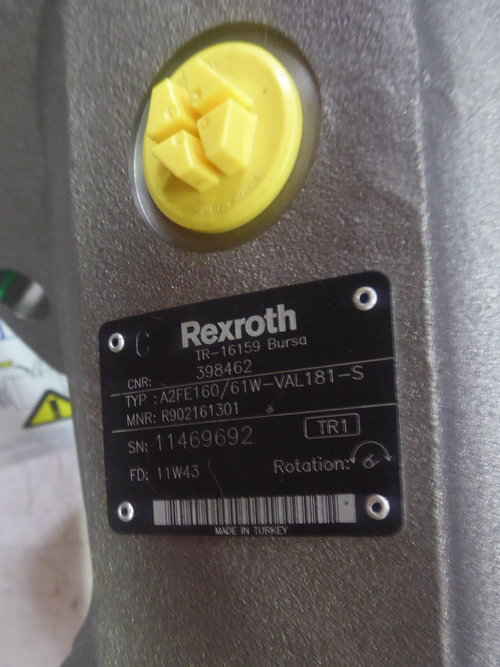 C
Rexroth
TR-16159 Bursa
CNR: 398462
TYP: A2FE160/61W-VAL181-S
MNR: R902161301
SN: 11469692 TR1
FD: 11W43 Rotation:
MADE IN TURKEY